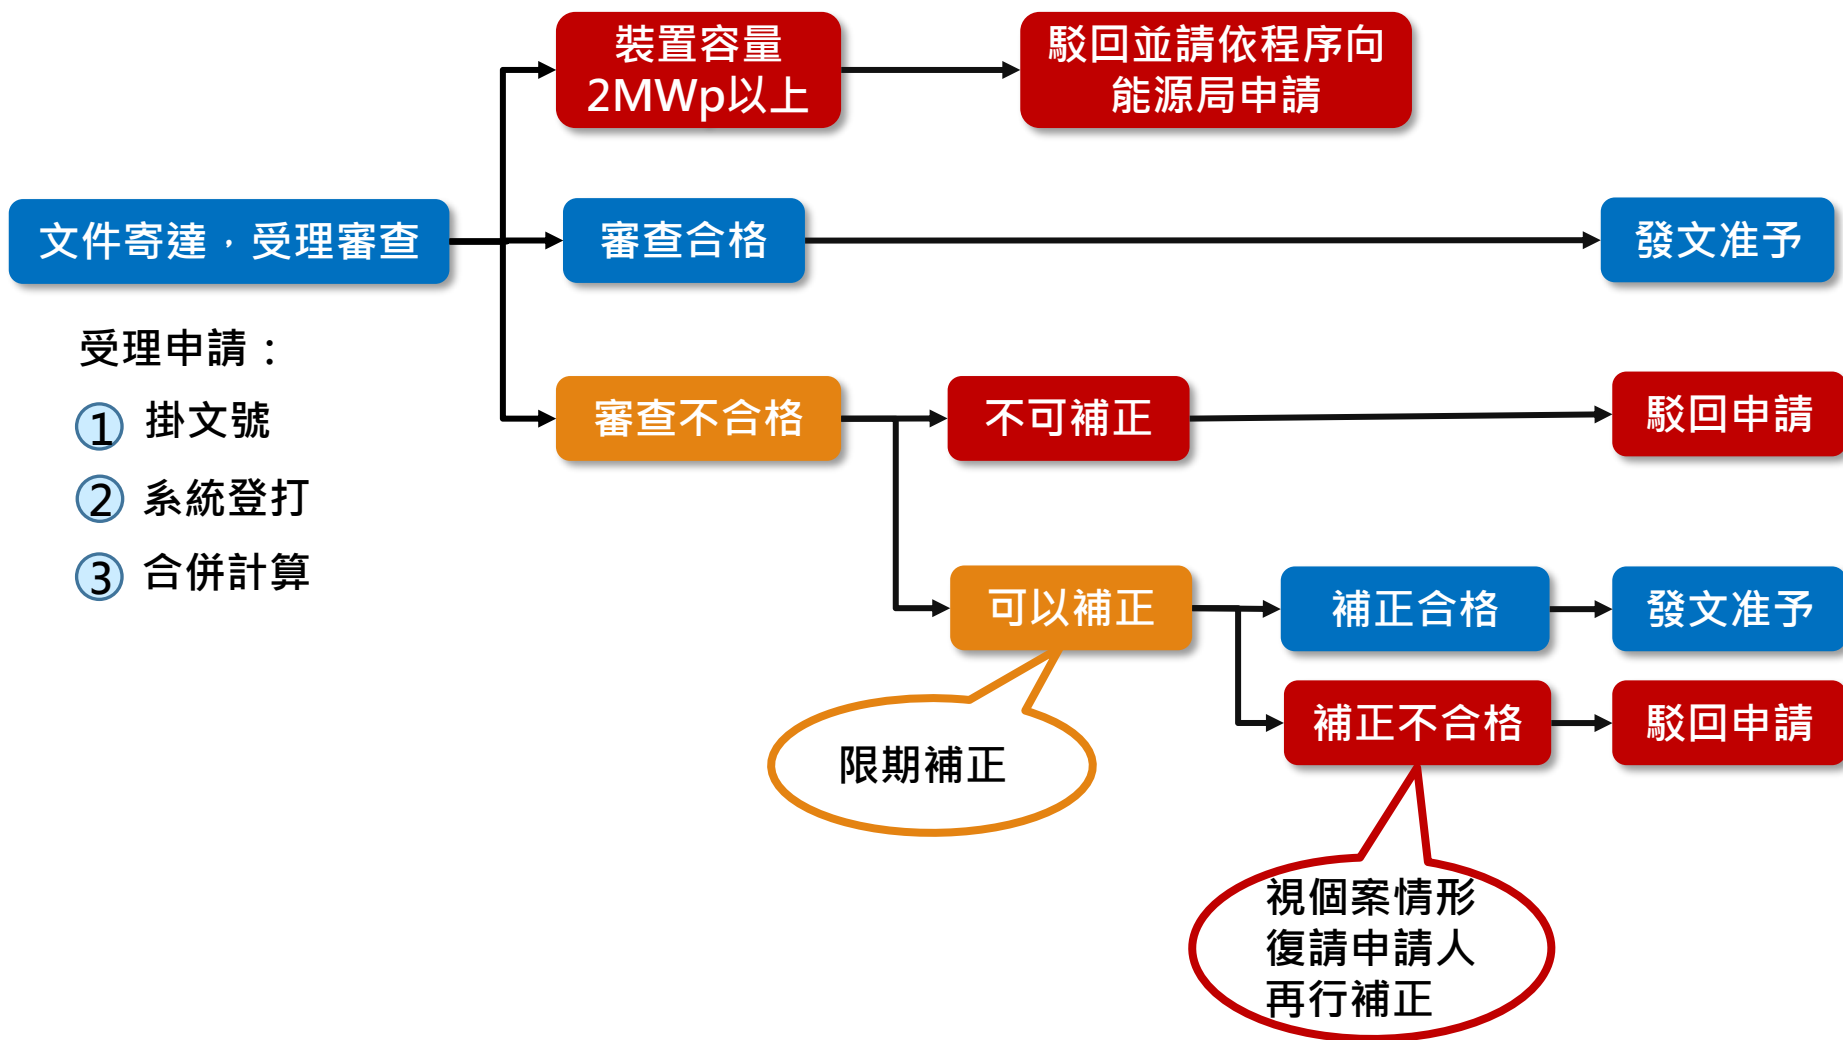 裝置容量
2MWp以上
駁回並請依程序向
能源局申請
文件寄達，受理審查
審查合格
發文准予
受理申請：
1 掛文號
2 系統登打
3 合併計算
審查不合格
不可補正
駁回申請
可以補正
補正合格
發文准予
限期補正
補正不合格
駁回申請
視個案情形
復請申請人
再行補正